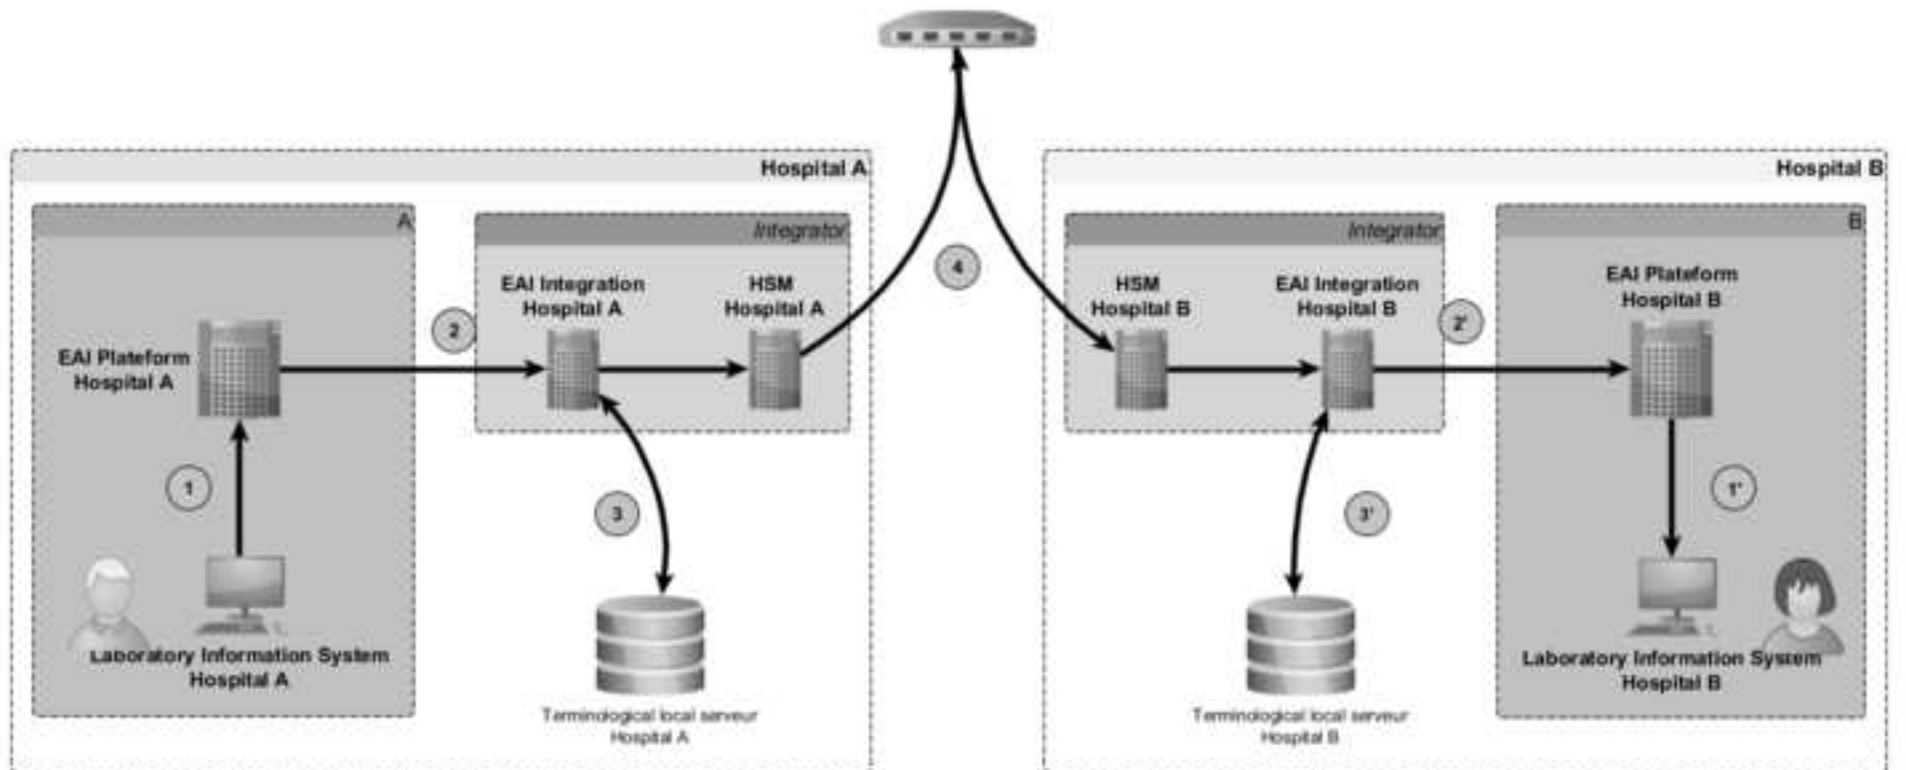 Hospital A
A
Integrator
EAI Integration
Hospital A
HSM
Hospital A
2
EAI Plateform
Hospital A
1
3
Laboratory Information System
Hospital A
Terminological local serveur
Hospital A
4
Hospital B
Integrator
B
HSM
Hospital B
EAI Integration
Hospital B
2'
EAI Plateform
Hospital B
1'
3'
Laboratory Information System
Hospital B
Terminological local serveur
Hospital B